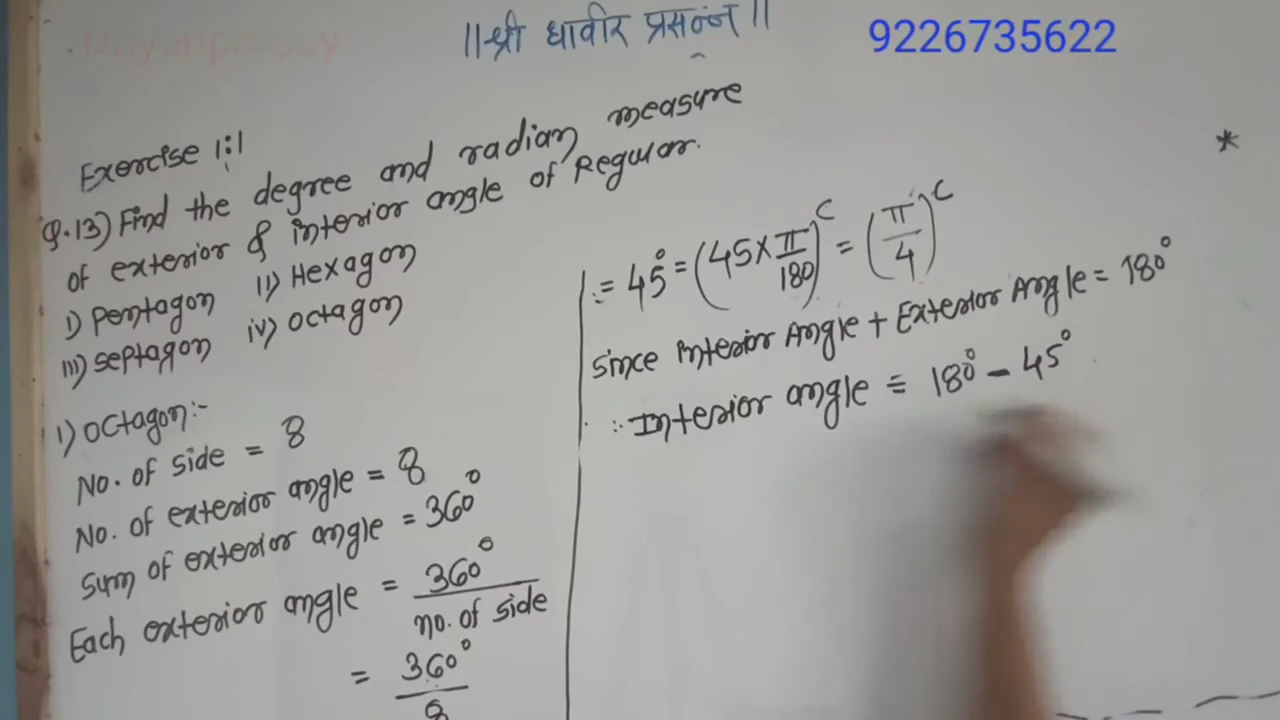 ||श्री धावीर प्रसन्न||
9226735622
Exercise 1:1
Q.13) Find the degree and radian measure
of exterior & interior angle of Regular.
i) Pentagon ii) Hexagon
iii) Septagon iv) Octagon
1) Octagon:-
No. of side = 8
No. of exterior angle = 8
Sum of exterior angle = 360°
Each exterior angle = 360° / no. of side
= 360° / 8
∴ = 45° = (45 × π/180)^c = (π/4)^c
Since Interior Angle + Exterior Angle = 180°
∴ Interior angle = 180° - 45°
*